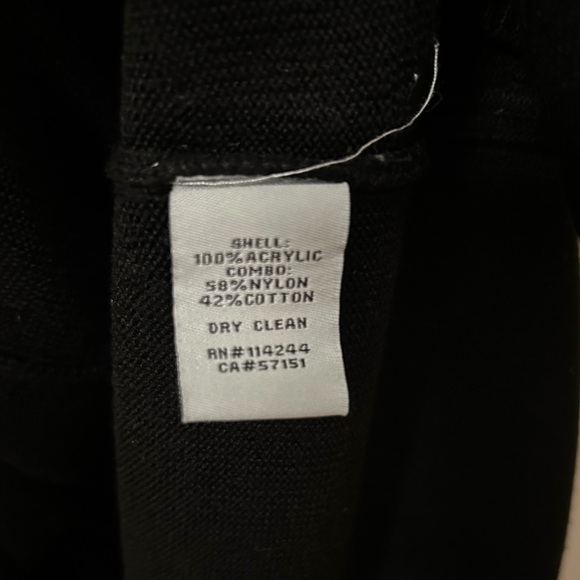 SHELL:
100%ACRYLIC
COMBO:
58%NYLON
42%COTTON
DRY CLEAN
RN#114244
CA#57151